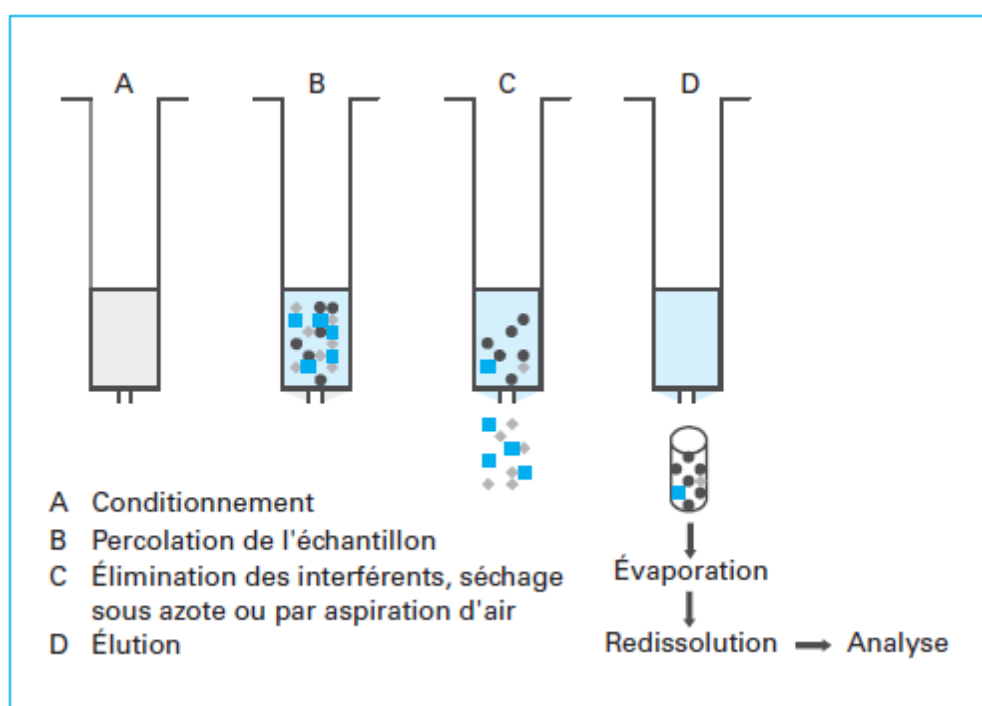 A B C D
A Conditionnement
B Percolation de l'échantillon
C Élimination des interférents, séchage
sous azote ou par aspiration d'air
D Élution
Évaporation
Redissolution Analyse